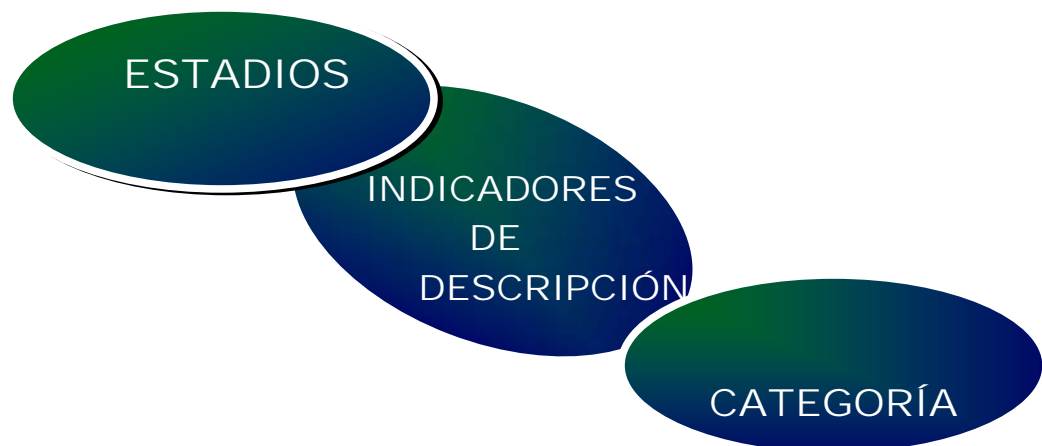 ESTADIOS
INDICADORES
DE
DESCRIPCIÓN
CATEGORÍA